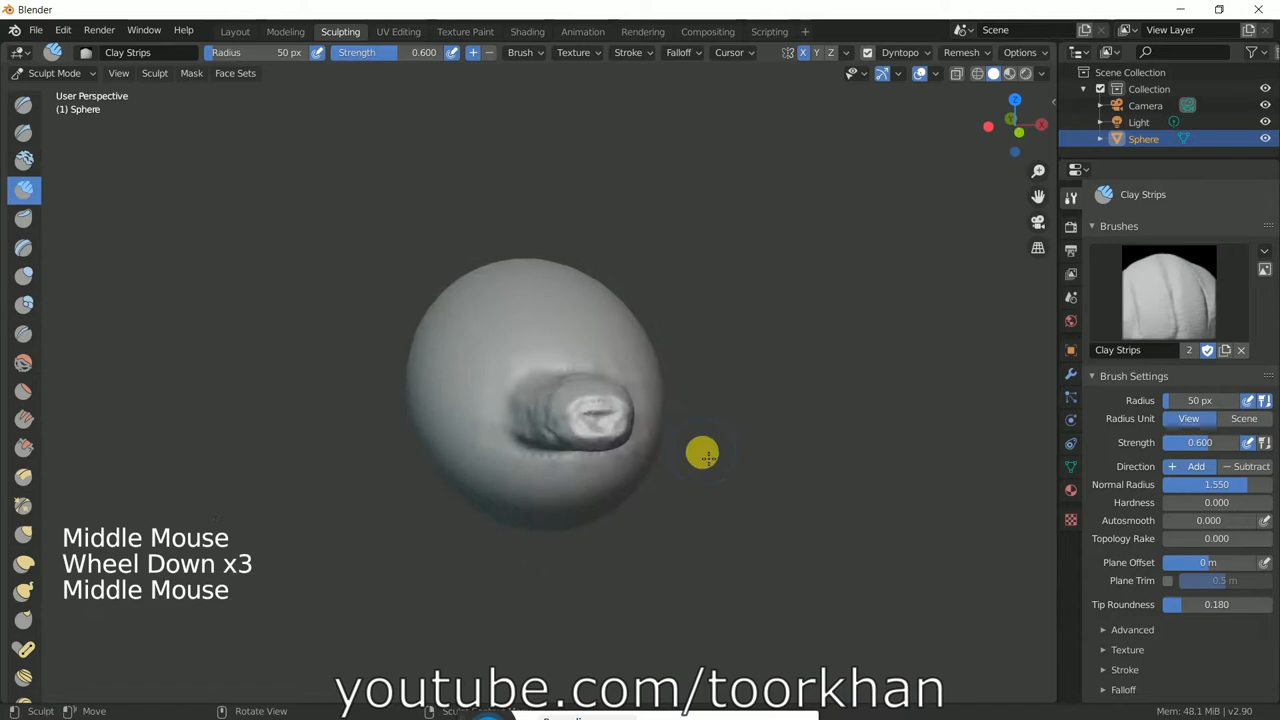 Blender
File Edit Render Window Help Layout Modeling Sculpting UV Editing Texture Paint Shading Animation Rendering Compositing Scripting + Scene View Layer
Clay Strips Radius 50 px Strength 0.600 + − Brush Texture Stroke Falloff Cursor X Y Z Dyntopo Remesh Options
Sculpt Mode View Sculpt Mask Face Sets
Scene Collection
Collection
Camera
Light
Sphere
User Perspective
(1) Sphere
Z
Y
X
Clay Strips
Brushes
Clay Strips 2
Brush Settings
Radius 50 px
Radius Unit View Scene
Strength 0.600
Direction + Add − Subtract
Normal Radius 1.550
Hardness 0.000
Autosmooth 0.000
Topology Rake 0.000
Plane Offset 0 m
Plane Trim 0.5 m
Tip Roundness 0.180
Advanced
Texture
Stroke
Falloff
Middle Mouse
Wheel Down x3
Middle Mouse
youtube.com/toorkhan
Sculpt Move Rotate View Mem: 48.1 MiB | v2.90